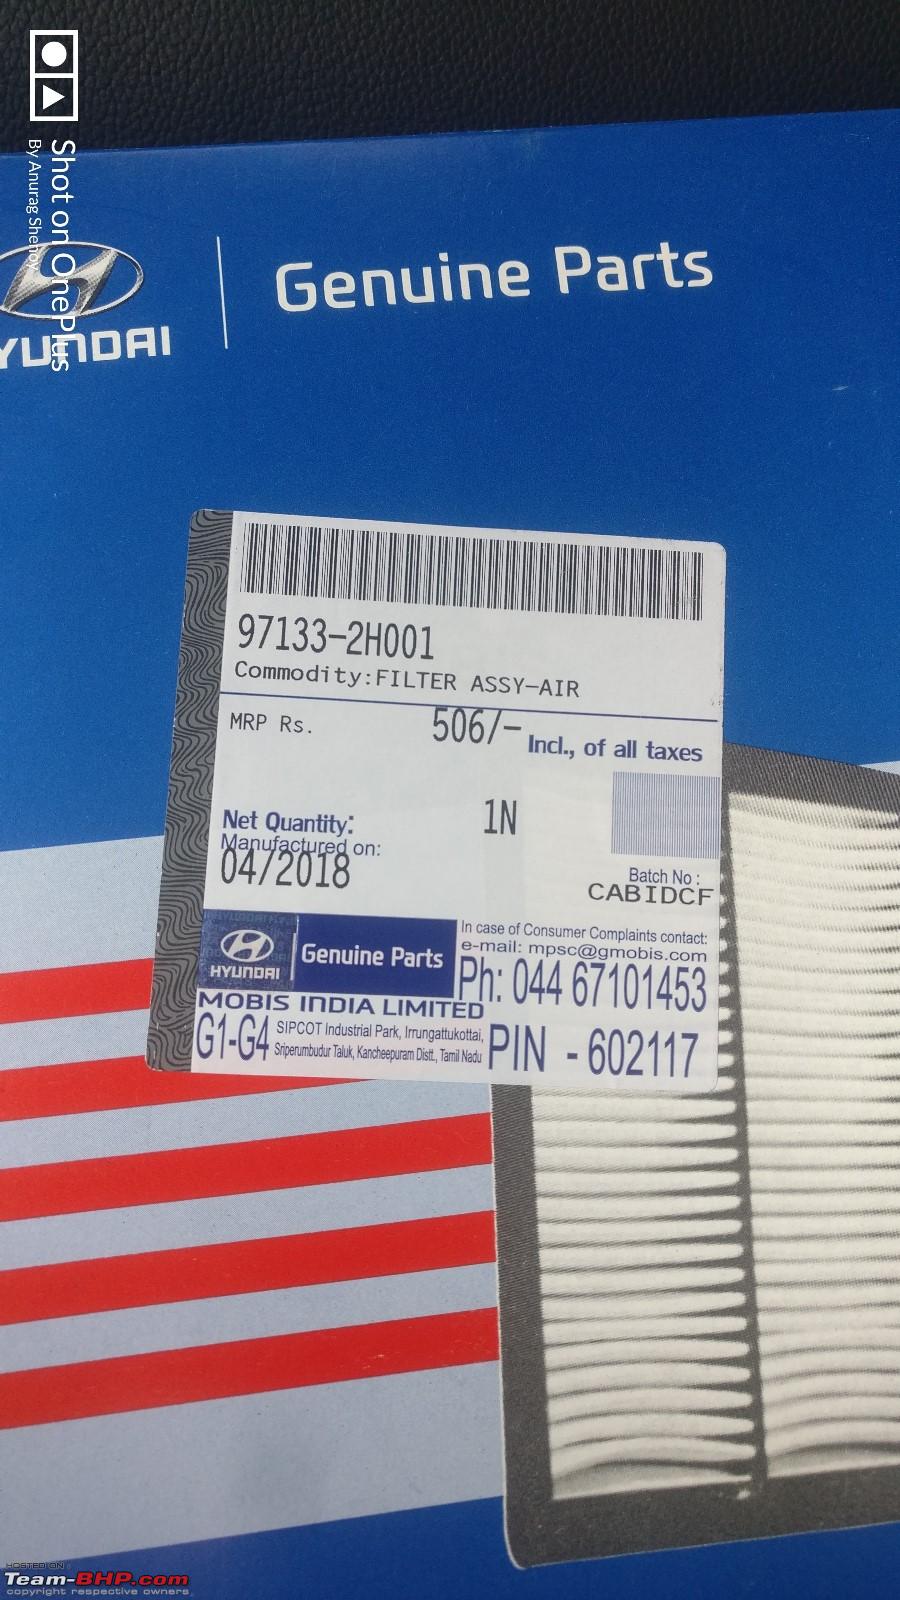 Shot on OnePlus
By Anurag Shenoy
HYUNDAI
Genuine Parts
97133-2H001
Commodity:FILTER ASSY-AIR
MRP Rs. 506/- Incl., of all taxes
Net Quantity: 1N
Manufactured on:
04/2018
Batch No :
CABIDCF
HYUNDAI
Genuine Parts
In case of Consumer Complaints contact:
e-mail: mpsc@gmobis.com
Ph: 044 67101453
MOBIS INDIA LIMITED
G1-G4 SIPCOT Industrial Park, Irrungattukottai,
Sriperumbudur Taluk, Kancheepuram Distt., Tamil Nadu
PIN - 602117
HOSTED ON :
Team-BHP.com
copyright respective owners